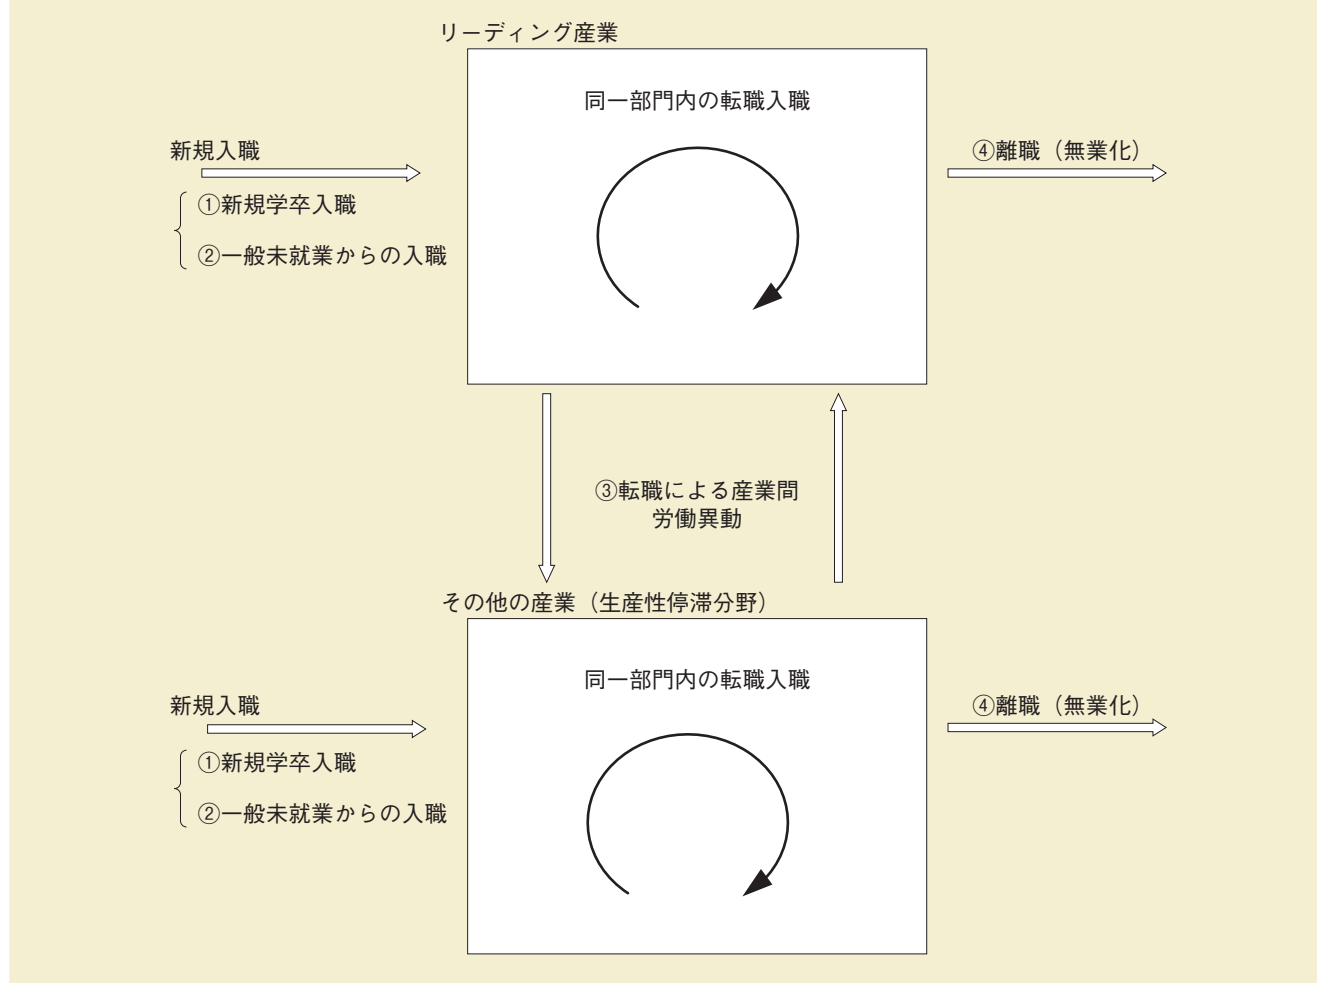 リーディング産業
同一部門内の転職入職
新規入職
①新規学卒入職
②一般未就業からの入職
④離職（無業化）
③転職による産業間
労働異動
その他の産業（生産性停滞分野）
同一部門内の転職入職
新規入職
①新規学卒入職
②一般未就業からの入職
④離職（無業化）